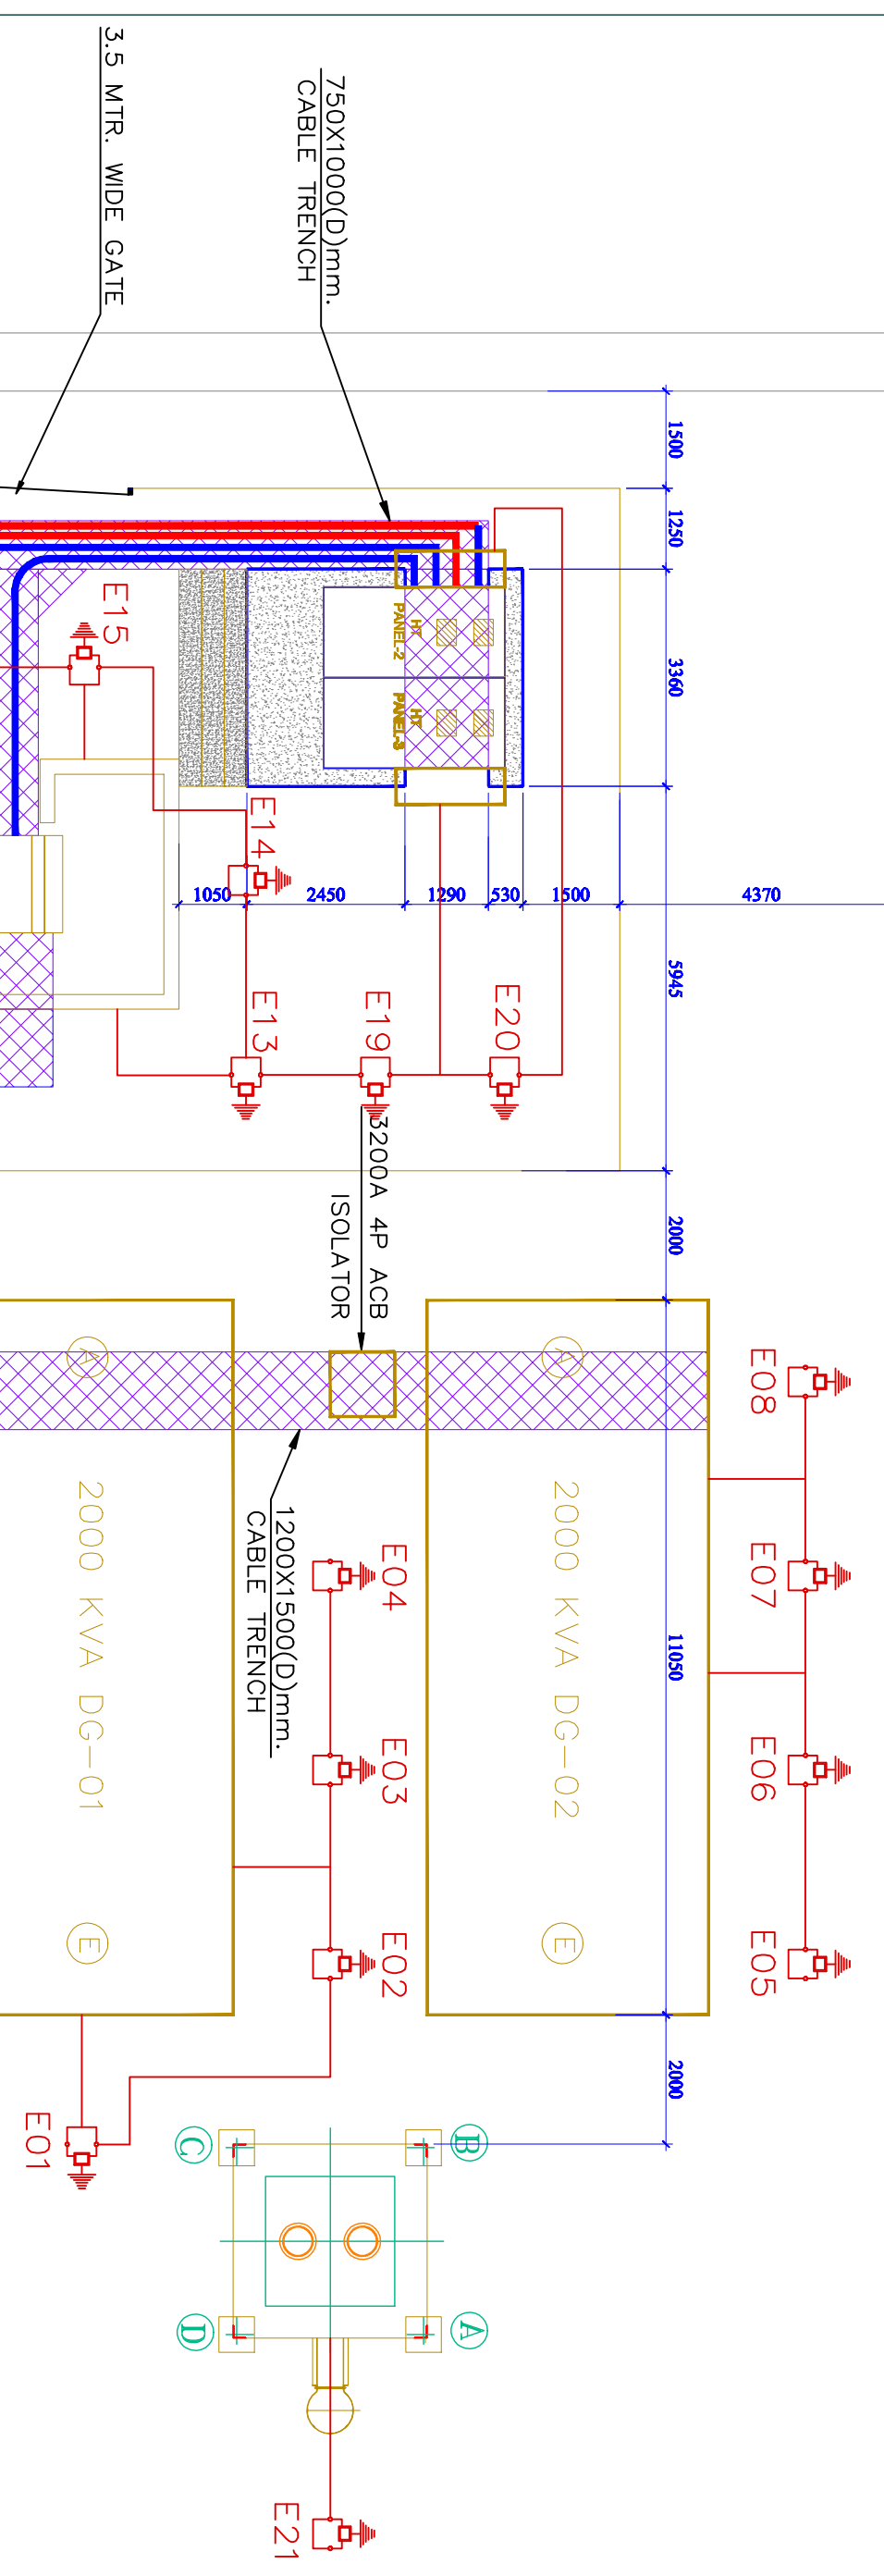 3.5 MTR. WIDE GATE
750X1000(D)mm.
CABLE TRENCH
1500
1250
3360
5945
2000
11050
2000
HT
PANEL-2
HT
PANEL-3
E15
E14
1050
2450
1290
530
1500
4370
E13
E19
E20
3200A 4P ACB
ISOLATOR
A
2000 KVA DG-01
E
A
2000 KVA DG-02
E
1200X1500(D)mm.
CABLE TRENCH
E08
E07
E06
E05
E04
E03
E02
E01
B
C
A
D
E21